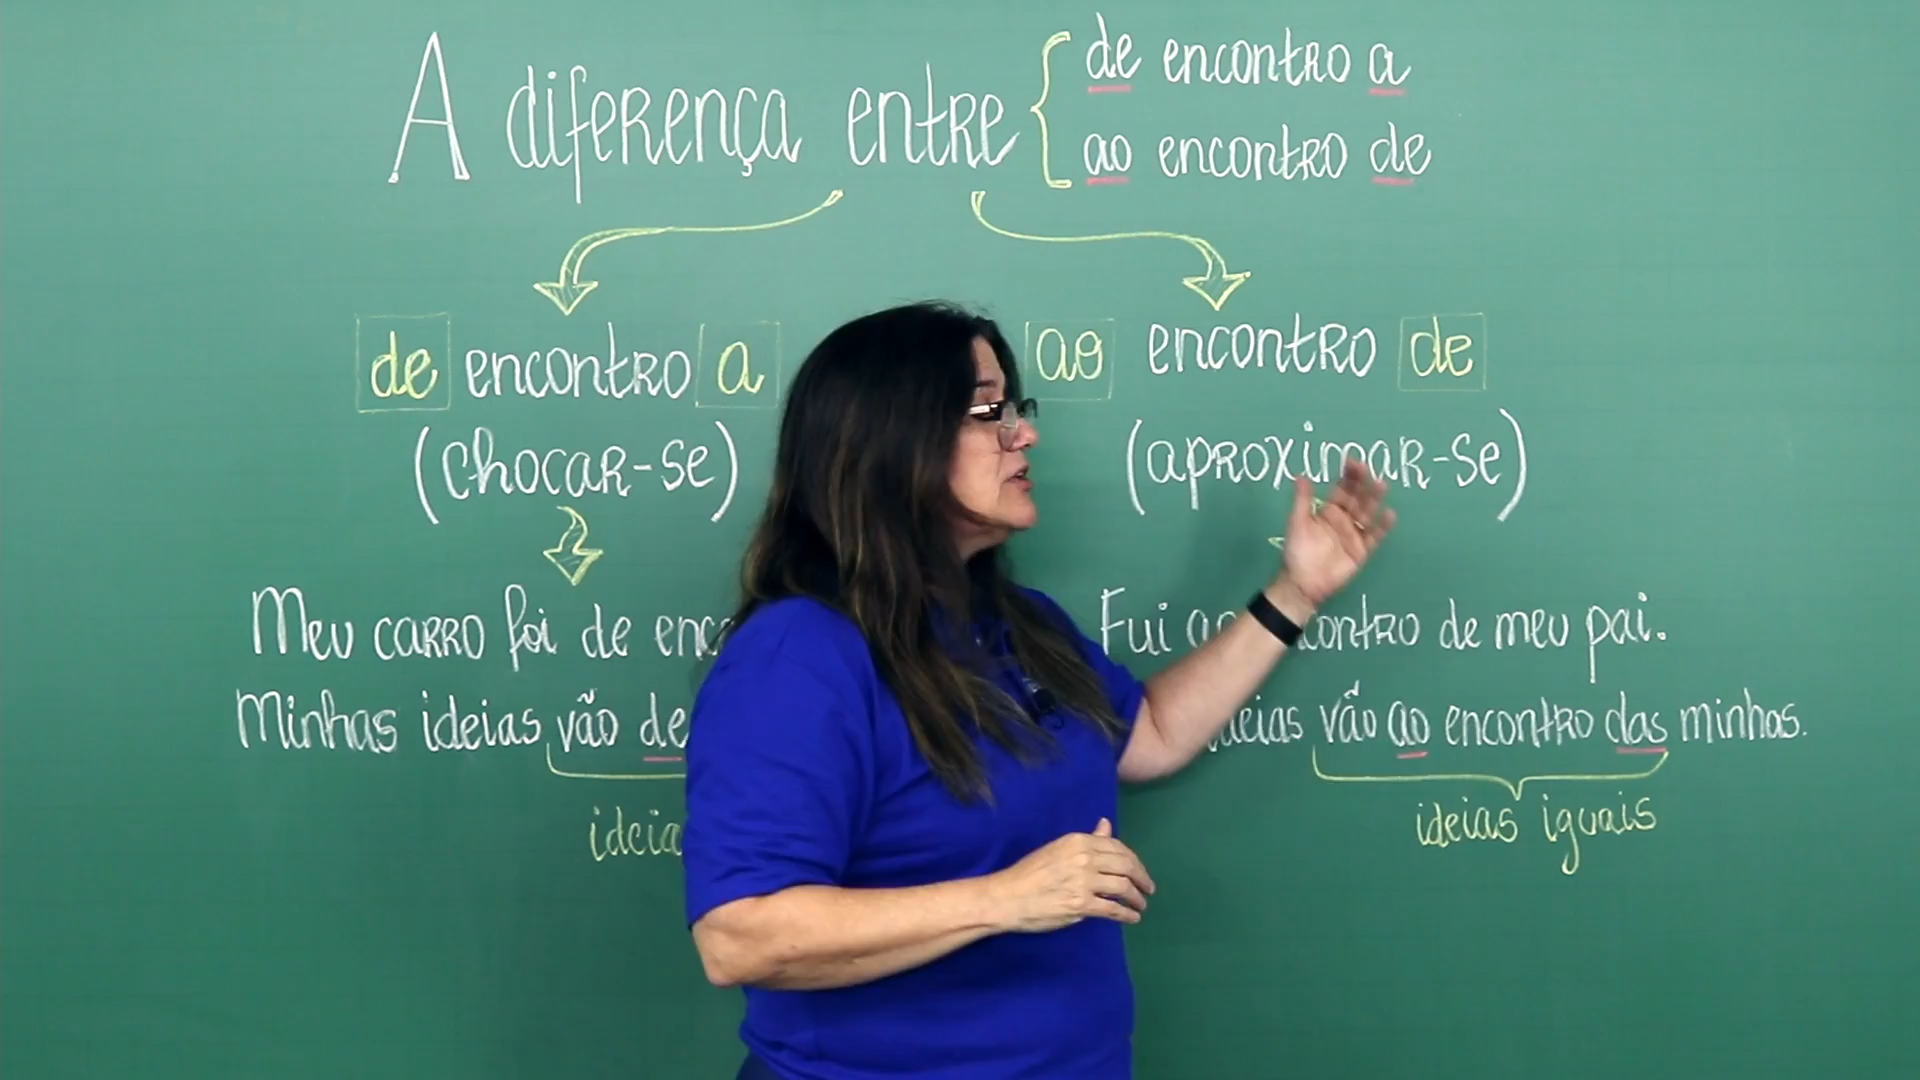 A diferença entre
de encontro a
ao encontro de
de encontro a
(chocar-se)
Meu carro foi de
Minhas ideias vão de
ao encontro de
(aproximar-se)
Fui de meu pai.
vão ao encontro das minhas.
ideias iguais